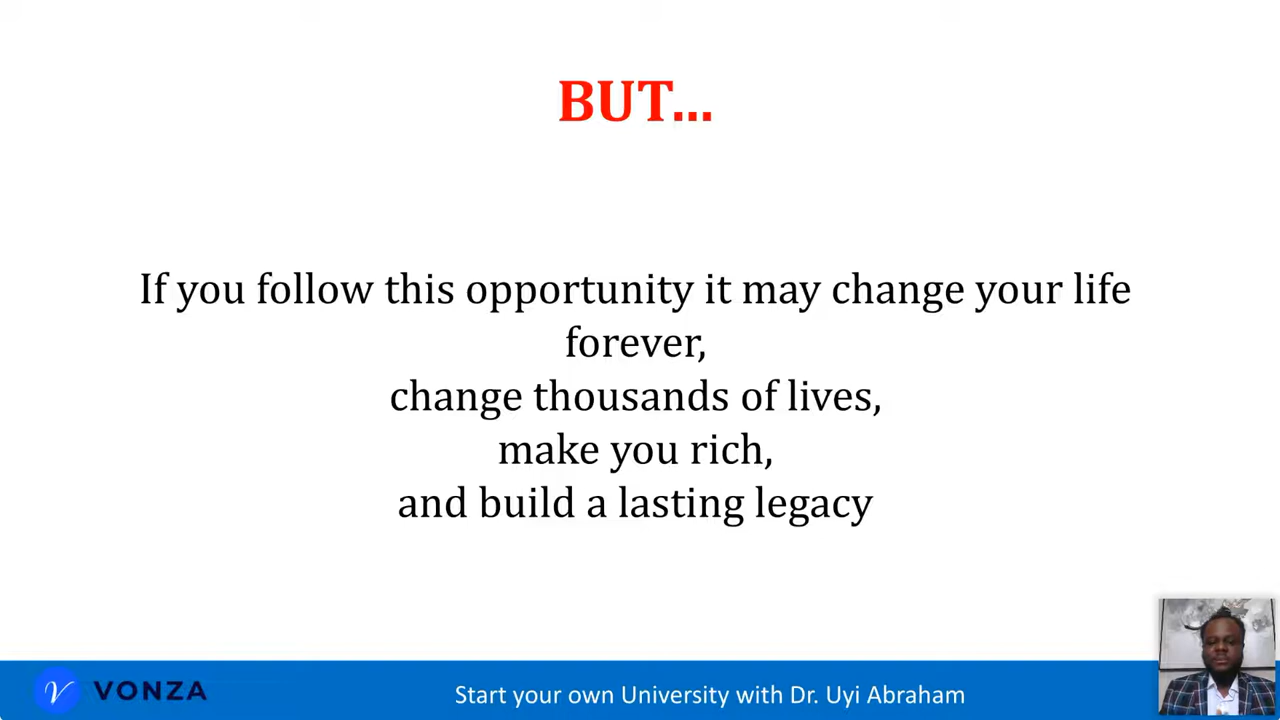 BUT...
If you follow this opportunity it may change your life
forever,
change thousands of lives,
make you rich,
and build a lasting legacy
VONZA
Start your own University with Dr. Uyi Abraham